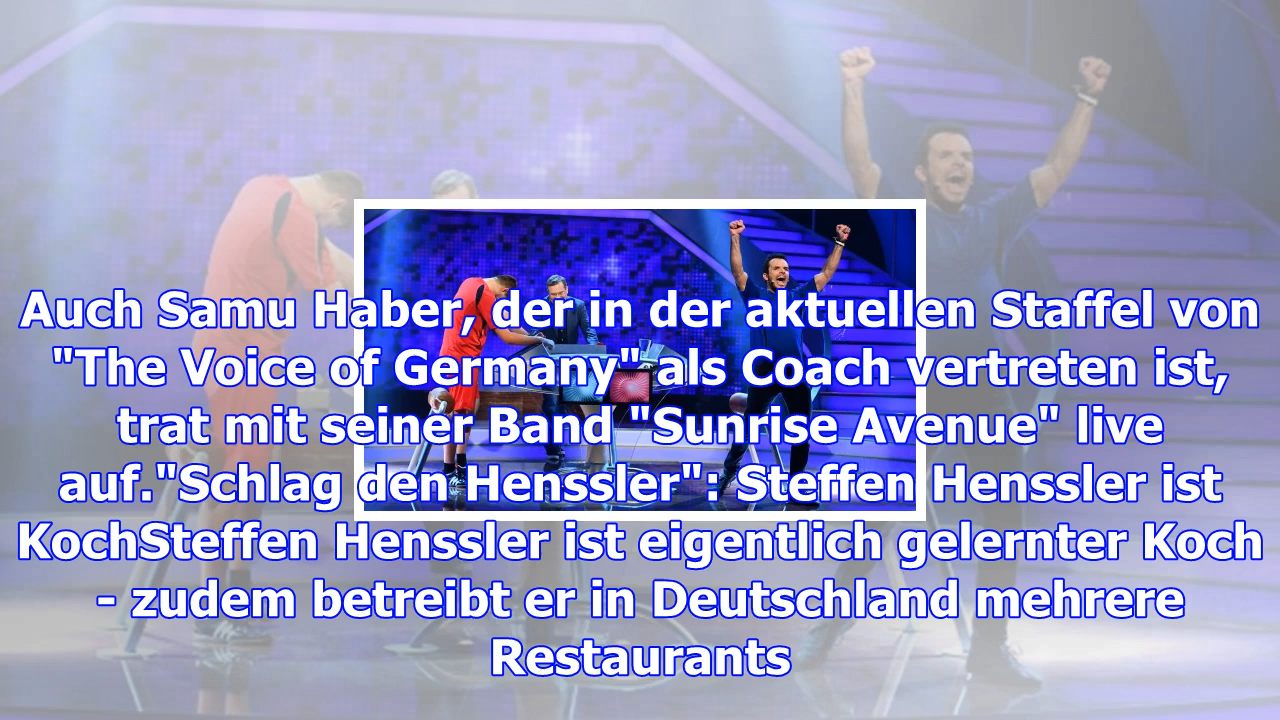 Auch Samu Haber, der in der aktuellen Staffel von
"The Voice of Germany" als Coach vertreten ist,
trat mit seiner Band "Sunrise Avenue" live
auf."Schlag den Henssler": Steffen Henssler ist
KochSteffen Henssler ist eigentlich gelernter Koch
- zudem betreibt er in Deutschland mehrere
Restaurants